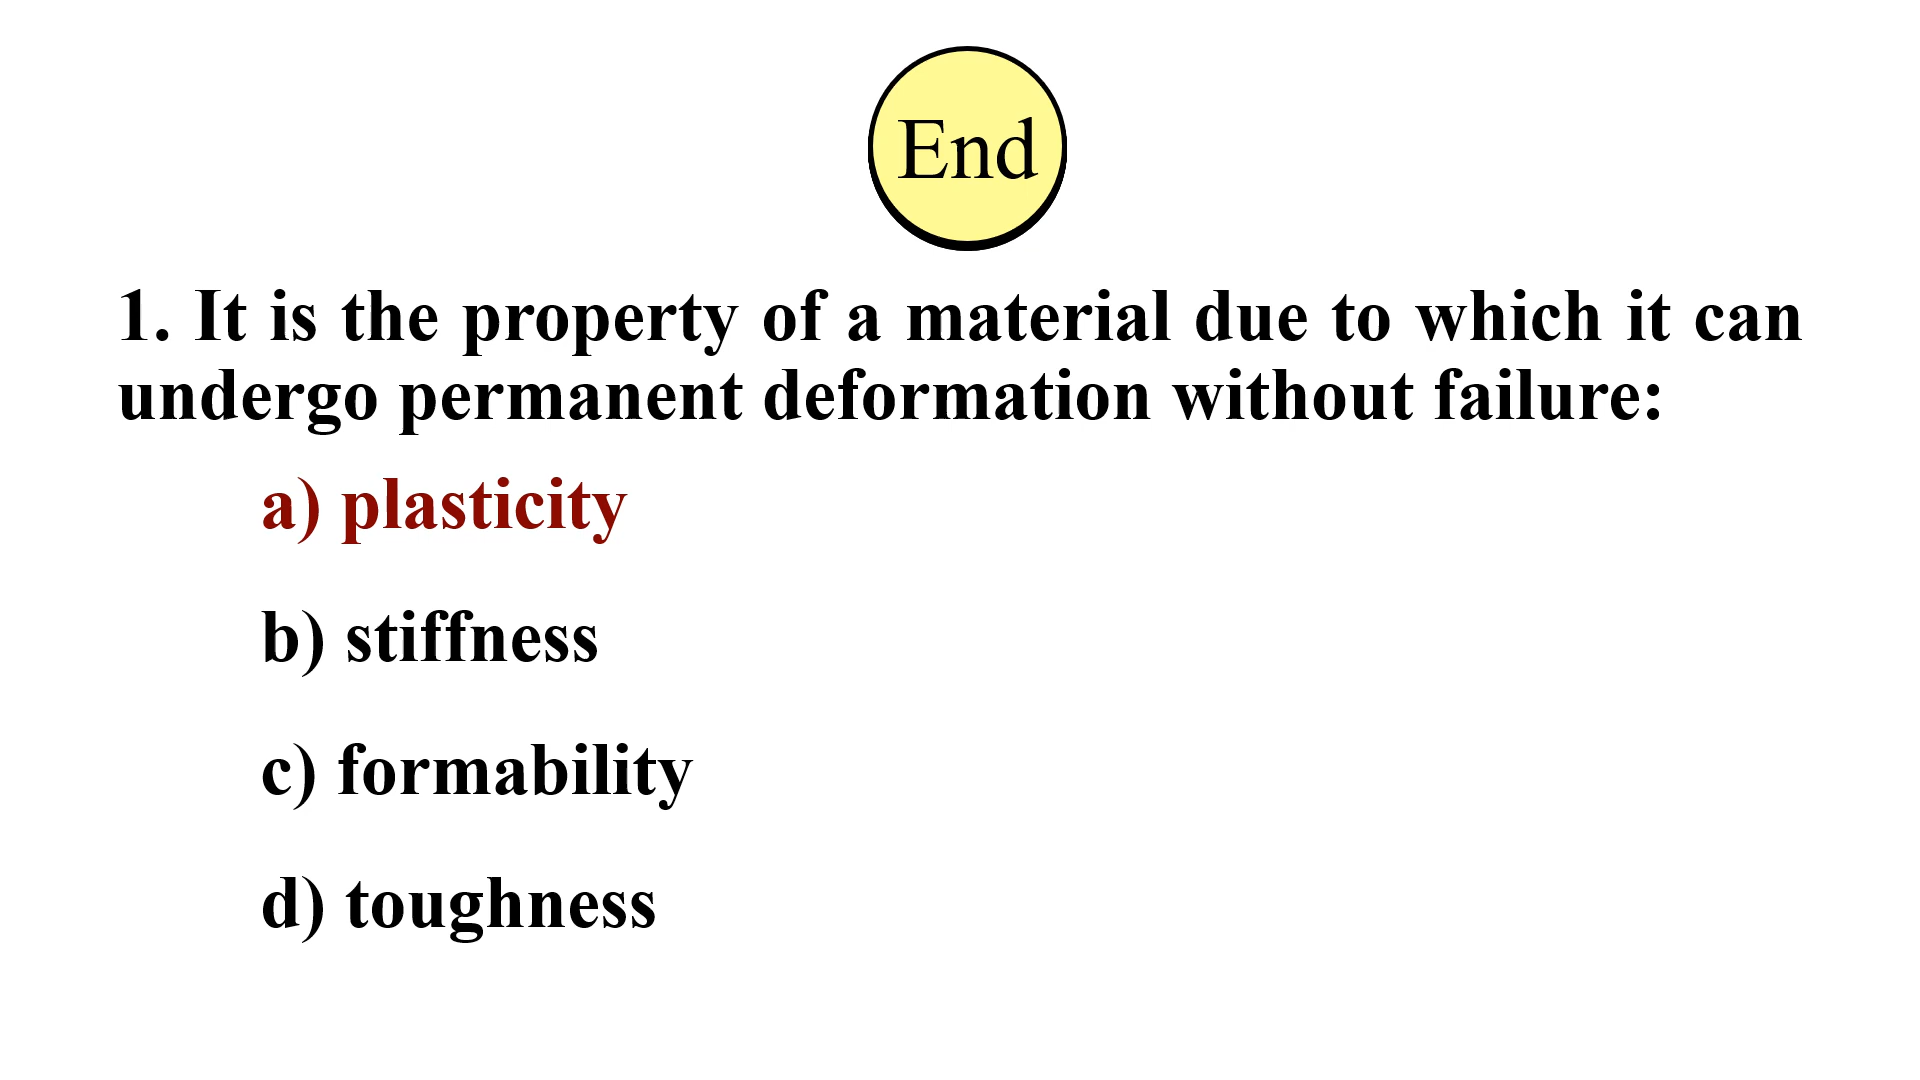 End
1. It is the property of a material due to which it can
undergo permanent deformation without failure:
a) plasticity
b) stiffness
c) formability
d) toughness